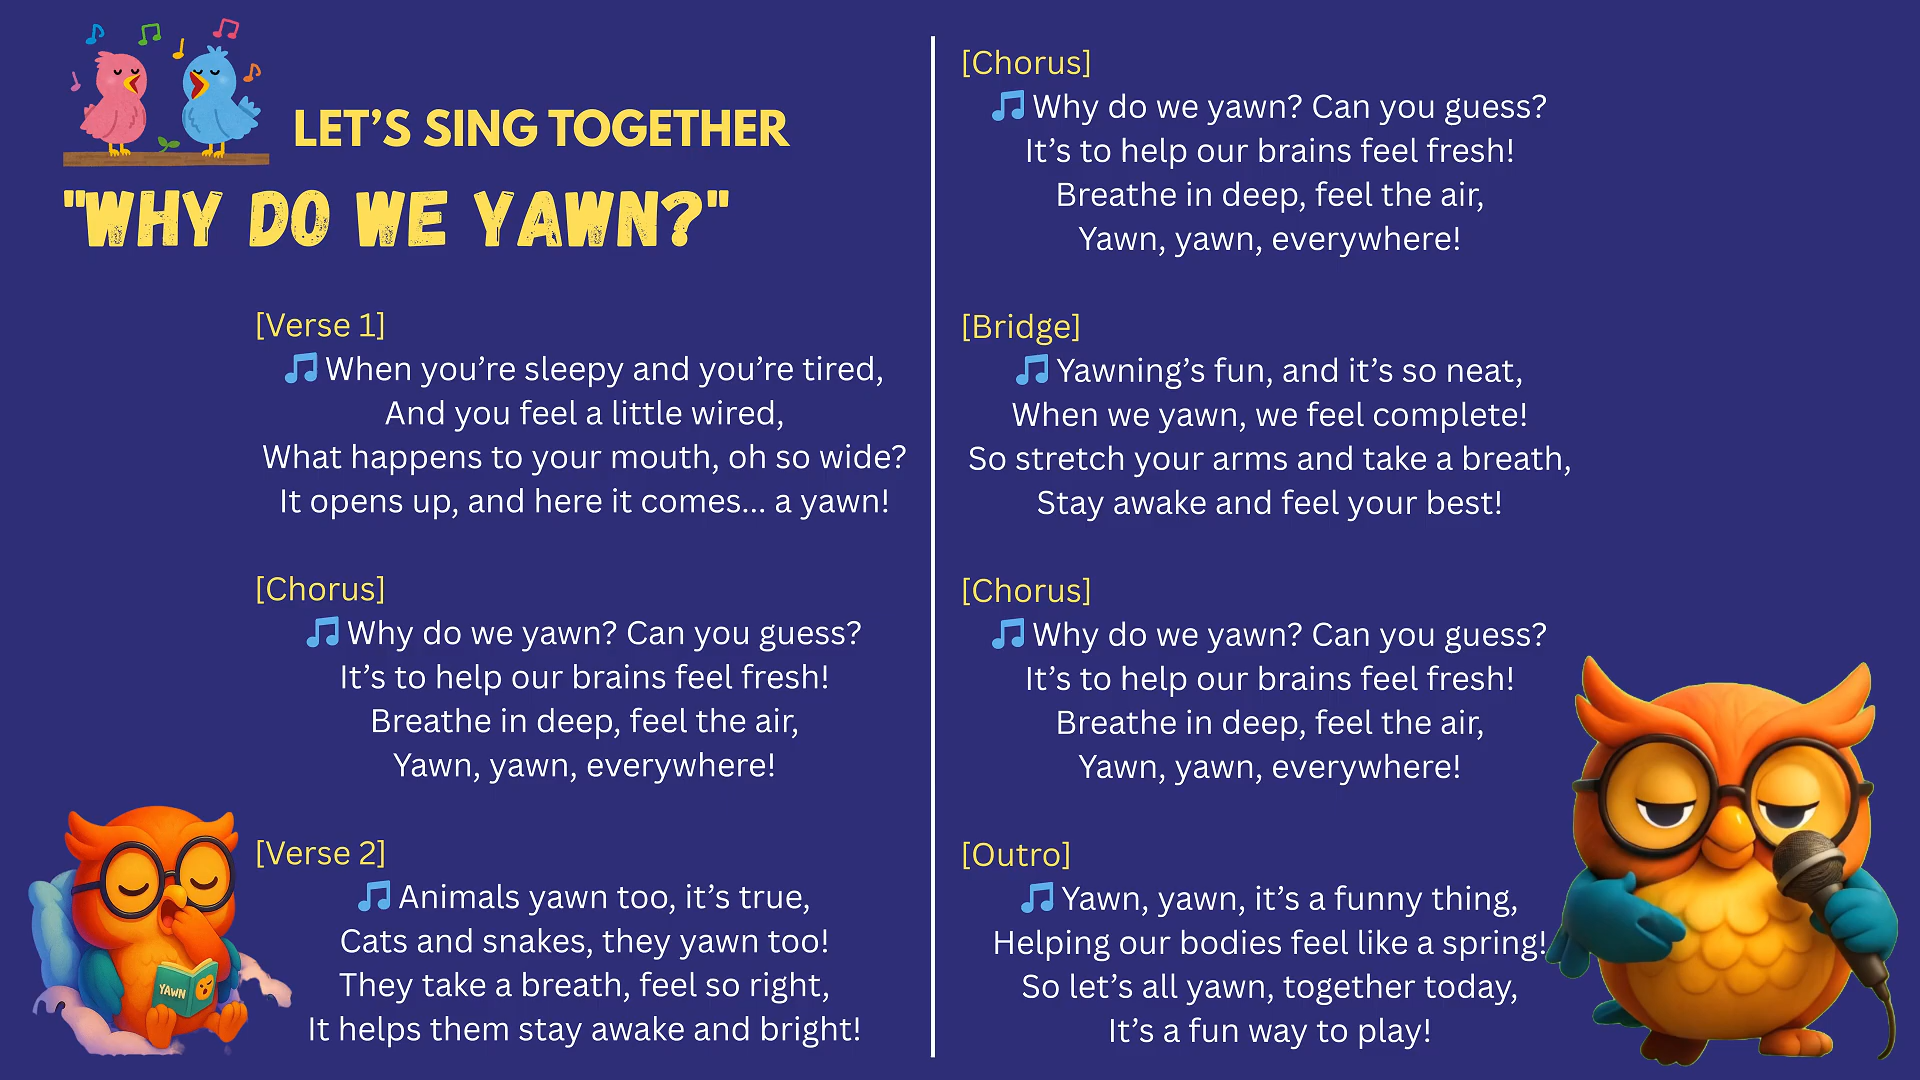 LET'S SING TOGETHER
"WHY DO WE YAWN?"
[Verse 1]
🎵 When you're sleepy and you're tired,
And you feel a little wired,
What happens to your mouth, oh so wide?
It opens up, and here it comes... a yawn!
[Chorus]
🎵 Why do we yawn? Can you guess?
It's to help our brains feel fresh!
Breathe in deep, feel the air,
Yawn, yawn, everywhere!
[Verse 2]
🎵 Animals yawn too, it's true,
Cats and snakes, they yawn too!
They take a breath, feel so right,
It helps them stay awake and bright!
YAWN
[Chorus]
🎵 Why do we yawn? Can you guess?
It's to help our brains feel fresh!
Breathe in deep, feel the air,
Yawn, yawn, everywhere!
[Bridge]
🎵 Yawning's fun, and it's so neat,
When we yawn, we feel complete!
So stretch your arms and take a breath,
Stay awake and feel your best!
[Chorus]
🎵 Why do we yawn? Can you guess?
It's to help our brains feel fresh!
Breathe in deep, feel the air,
Yawn, yawn, everywhere!
[Outro]
🎵 Yawn, yawn, it's a funny thing,
Helping our bodies feel like a spring!
So let's all yawn, together today,
It's a fun way to play!